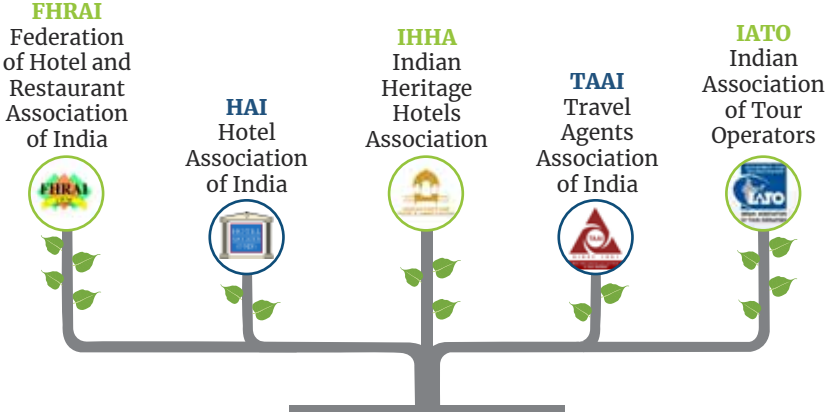 FHRAI
Federation
of Hotel and
Restaurant
Association
of India
FHRAI
HAI
Hotel
Association
of India
IHHA
Indian
Heritage
Hotels
Association
TAAI
Travel
Agents
Association
of India
TAAI
IATO
Indian
Association
of Tour
Operators
IATO